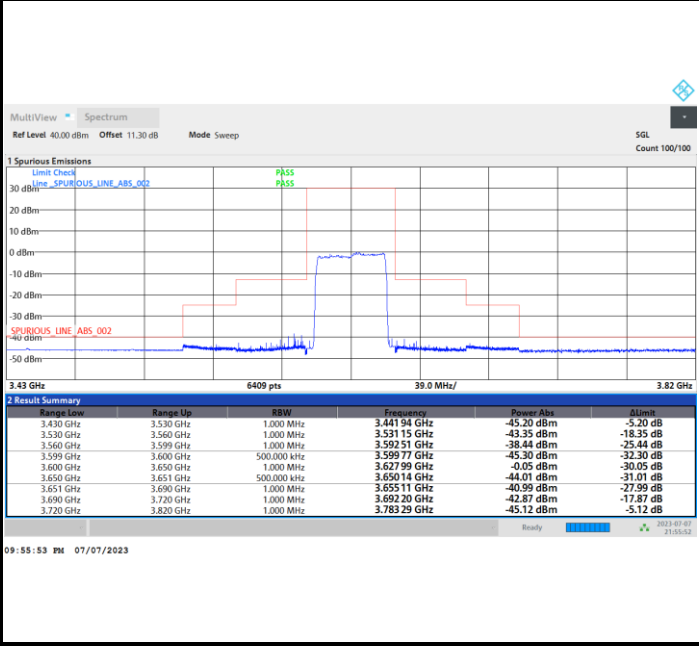 MultiView Spectrum
Ref Level 40.00 dBm Offset 11.30 dB Mode Sweep SGL
Count 100/100
1 Spurious Emissions
Limit Check PASS
Line _SPURIOUS_LINE_ABS_002 PASS
30 dBm
20 dBm
10 dBm
0 dBm
-10 dBm
-20 dBm
-30 dBm
SPURIOUS_LINE_ABS_002
-40 dBm
-50 dBm
3.43 GHz 6409 pts 39.0 MHz/ 3.82 GHz
2 Result Summary
Range Low Range Up RBW Frequency Power Abs ΔLimit
3.430 GHz 3.530 GHz 1.000 MHz 3.441 94 GHz -45.20 dBm -5.20 dB
3.530 GHz 3.560 GHz 1.000 MHz 3.531 15 GHz -43.35 dBm -18.35 dB
3.560 GHz 3.599 GHz 1.000 MHz 3.592 51 GHz -38.44 dBm -25.44 dB
3.599 GHz 3.600 GHz 500.000 kHz 3.599 77 GHz -45.30 dBm -32.30 dB
3.600 GHz 3.650 GHz 1.000 MHz 3.627 99 GHz -0.05 dBm -30.05 dB
3.650 GHz 3.651 GHz 500.000 kHz 3.650 14 GHz -44.01 dBm -31.01 dB
3.651 GHz 3.690 GHz 1.000 MHz 3.655 11 GHz -40.99 dBm -27.99 dB
3.690 GHz 3.720 GHz 1.000 MHz 3.692 20 GHz -42.87 dBm -17.87 dB
3.720 GHz 3.820 GHz 1.000 MHz 3.783 29 GHz -45.12 dBm -5.12 dB
Ready 2023-07-07
21:55:52
09:55:53 PM 07/07/2023